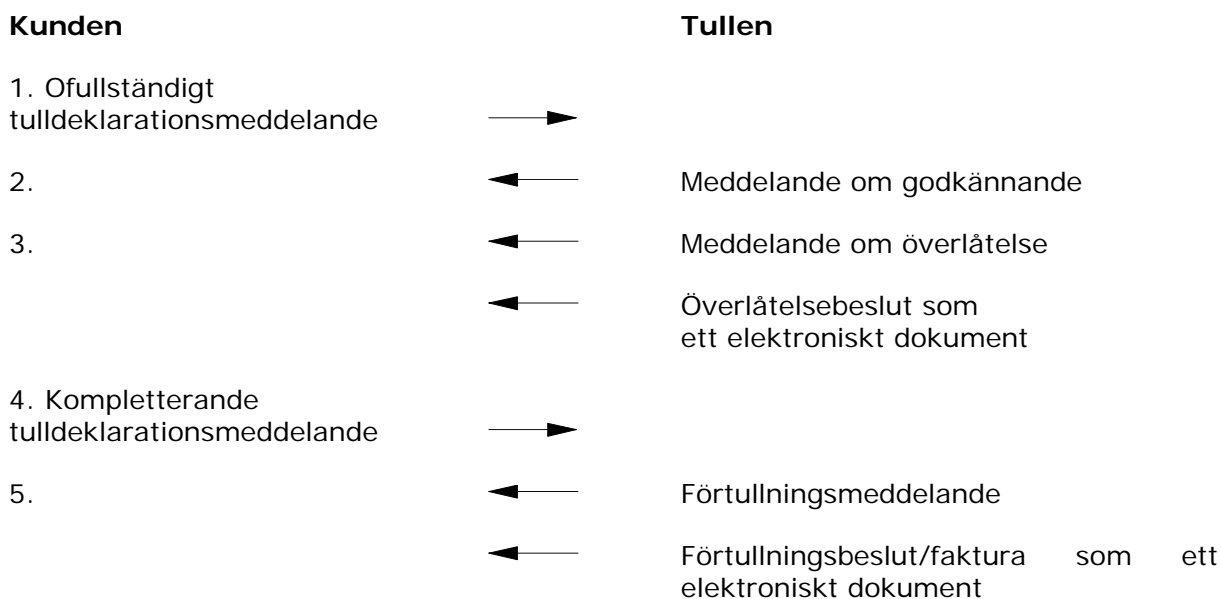 Kunden Tullen
1. Ofullständigt
tulldeklarationsmeddelande
2. Meddelande om godkännande
3. Meddelande om överlåtelse
Överlåtelsebeslut som
ett elektroniskt dokument
4. Kompletterande
tulldeklarationsmeddelande
5. Förtullningsmeddelande
Förtullningsbeslut/faktura som ett
elektroniskt dokument